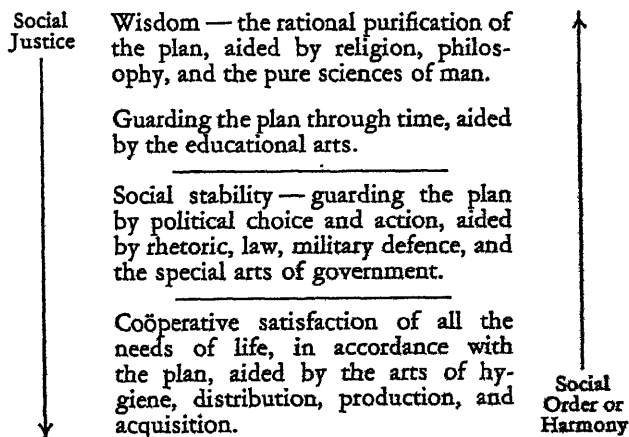 Social
Justice
Wisdom — the rational purification of
the plan, aided by religion, philos-
ophy, and the pure sciences of man.
Guarding the plan through time, aided
by the educational arts.
Social stability — guarding the plan
by political choice and action, aided
by rhetoric, law, military defence, and
the special arts of government.
Coöperative satisfaction of all the
needs of life, in accordance with
the plan, aided by the arts of hy-
giene, distribution, production, and
acquisition.
Social
Order or
Harmony